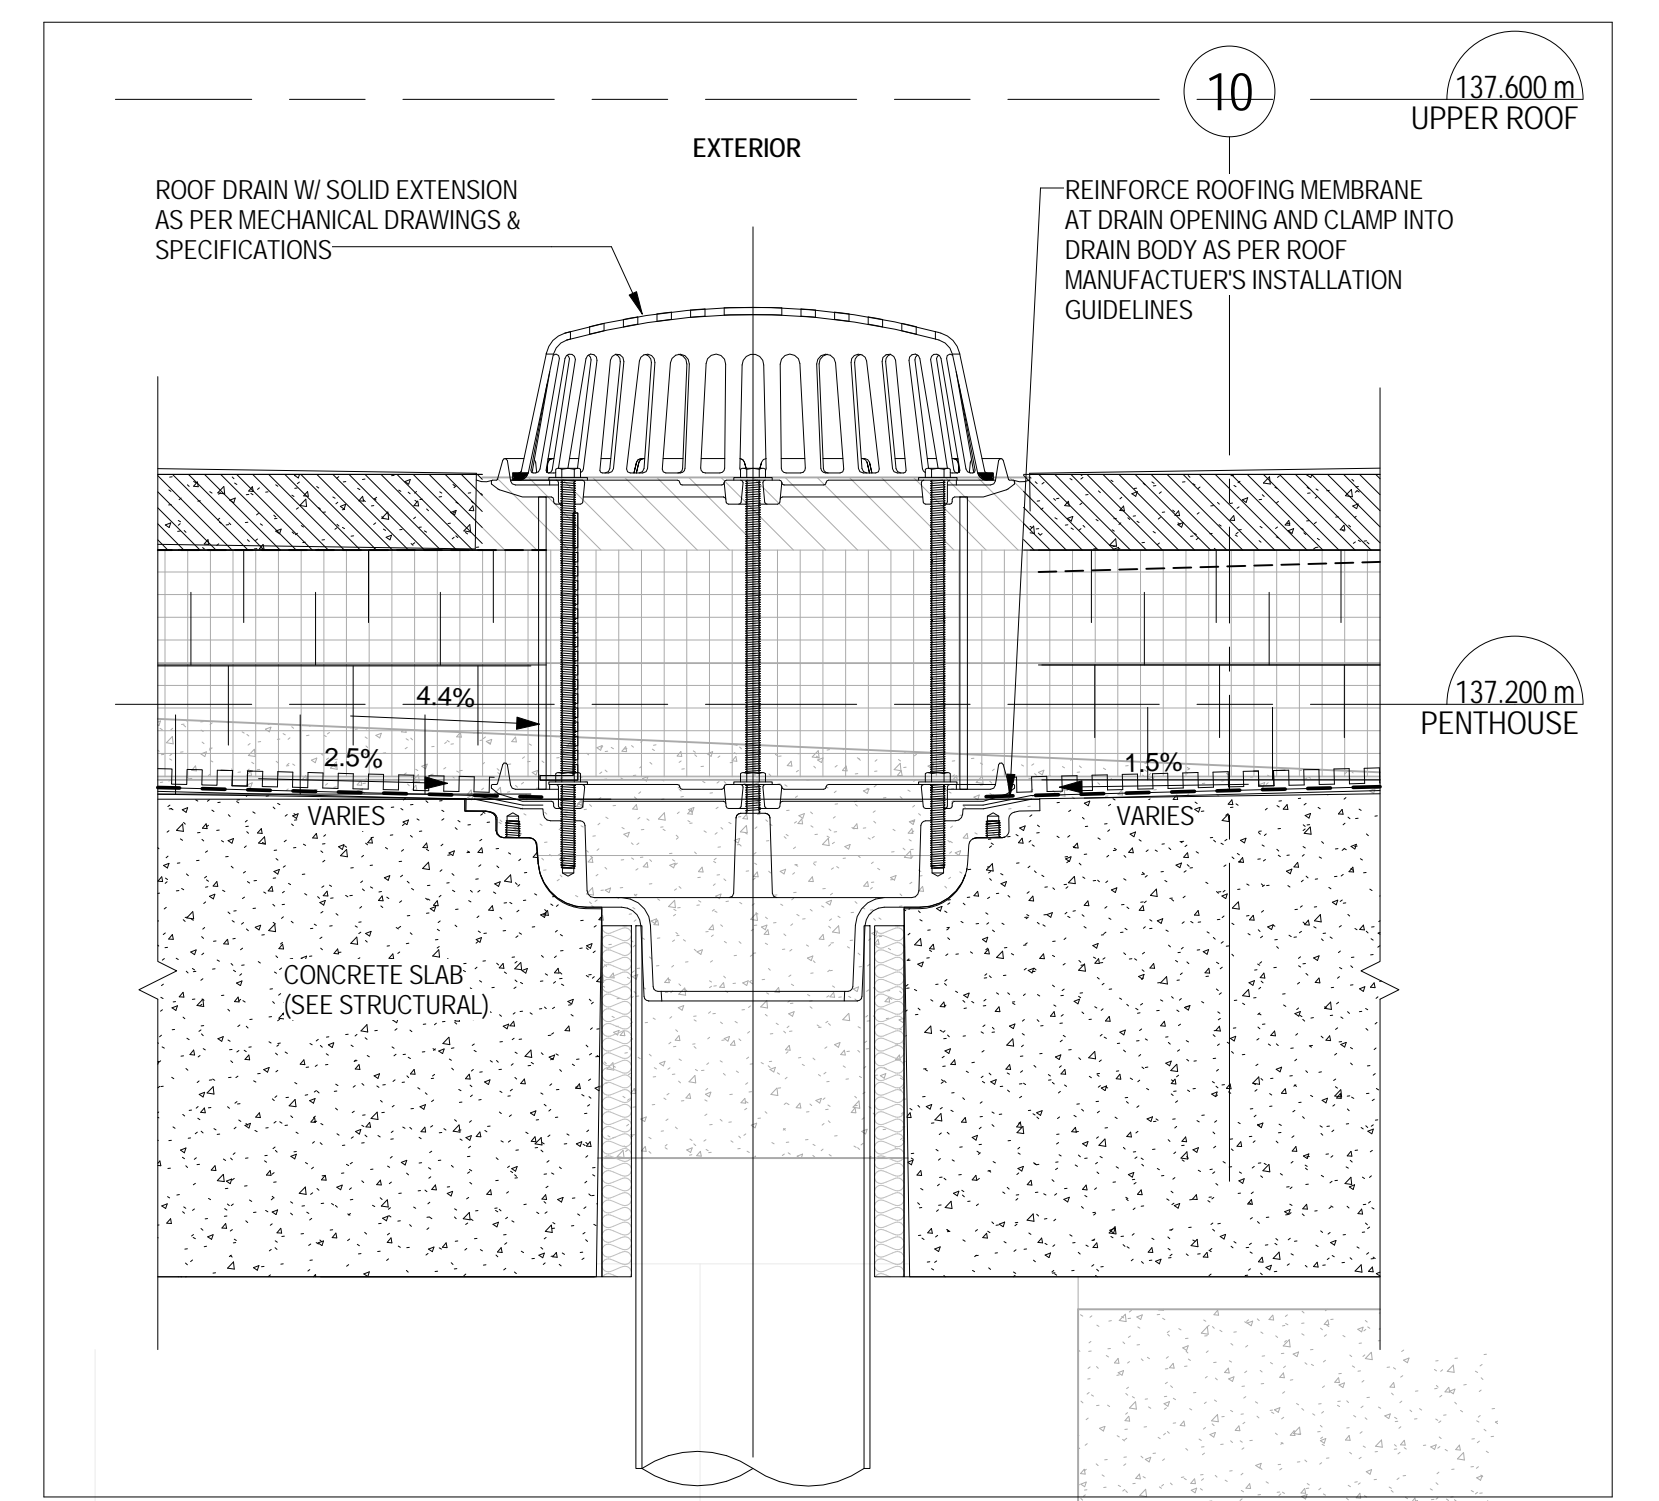 10
137.600 m
UPPER ROOF
EXTERIOR
ROOF DRAIN W/ SOLID EXTENSION
AS PER MECHANICAL DRAWINGS &
SPECIFICATIONS
REINFORCE ROOFING MEMBRANE
AT DRAIN OPENING AND CLAMP INTO
DRAIN BODY AS PER ROOF
MANUFACTUER'S INSTALLATION
GUIDELINES
4.4%
137.200 m
PENTHOUSE
2.5%
1.5%
VARIES
VARIES
CONCRETE SLAB
(SEE STRUCTURAL)